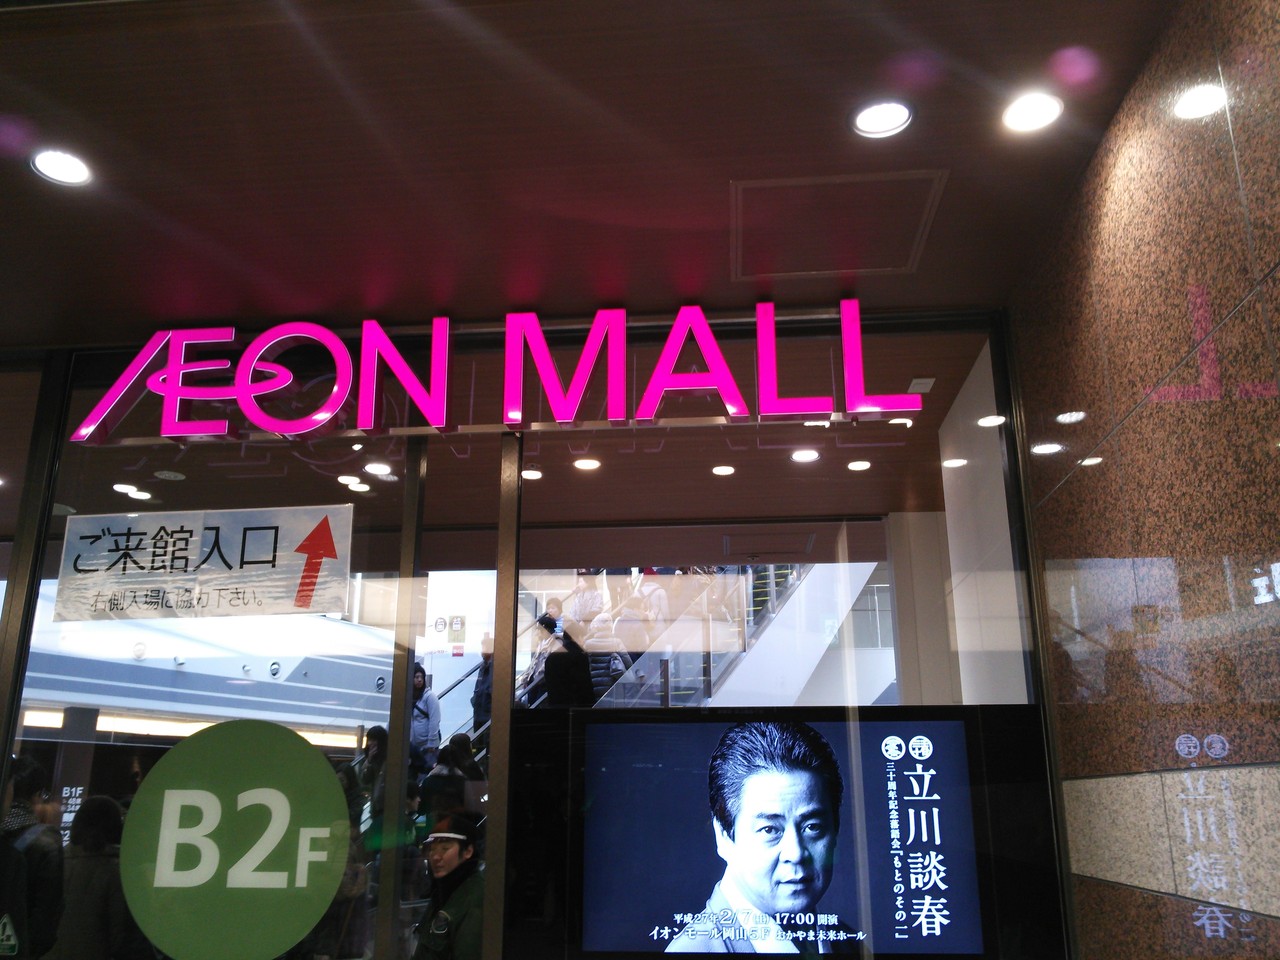 ÆON MALL
ご来館入口
右側入場に協力下さい。
B1F
B2F
立川談春
三十周年記念落語会「もとのその一」
平成27年2/7(土) 17:00開演
イオンモール岡山5F おかやま未来ホール